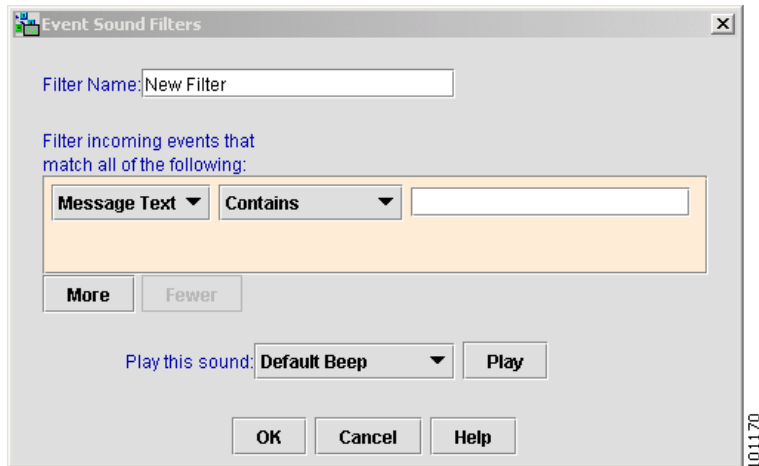 Event Sound Filters
Filter Name: New Filter
Filter incoming events that
match all of the following:
Message Text Contains
More Fewer
Play this sound: Default Beep Play
OK Cancel Help
101170